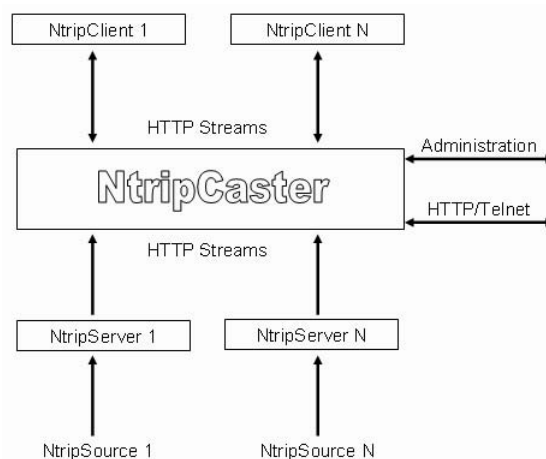 NtripClient 1
NtripClient N
HTTP Streams
Administration
NtripCaster
HTTP/Telnet
HTTP Streams
NtripServer 1
NtripServer N
NtripSource 1
NtripSource N